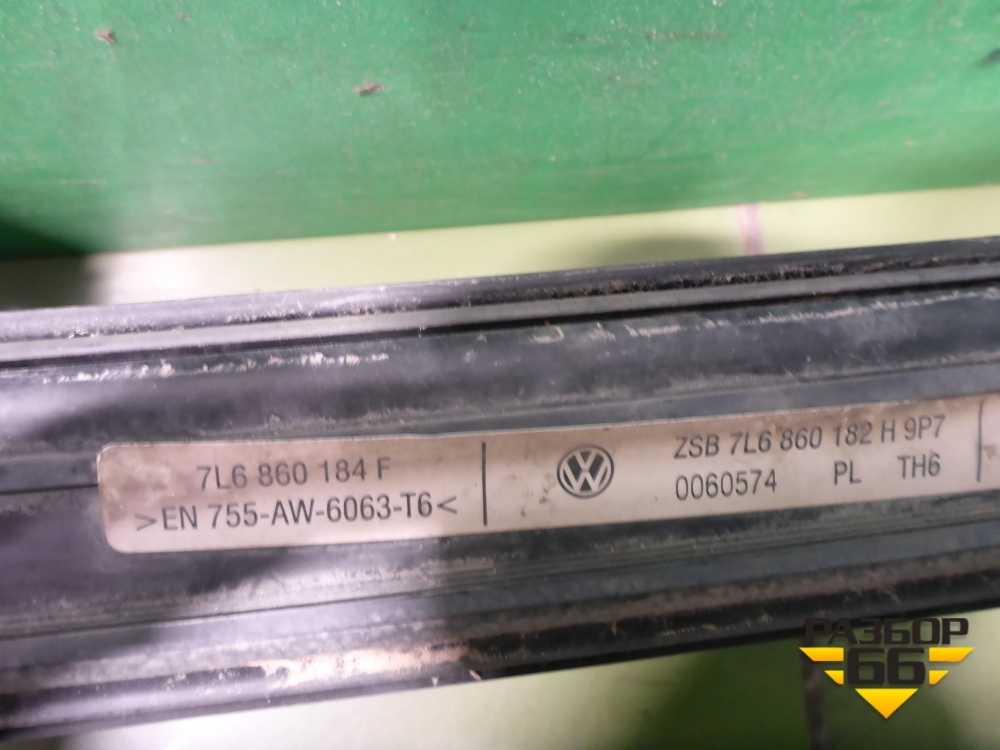 7L6 860 184 F
>EN 755-AW-6063-T6<
ZSB 7L6 860 182 H 9P7
0060574 PL TH6
РАЗБОР
66